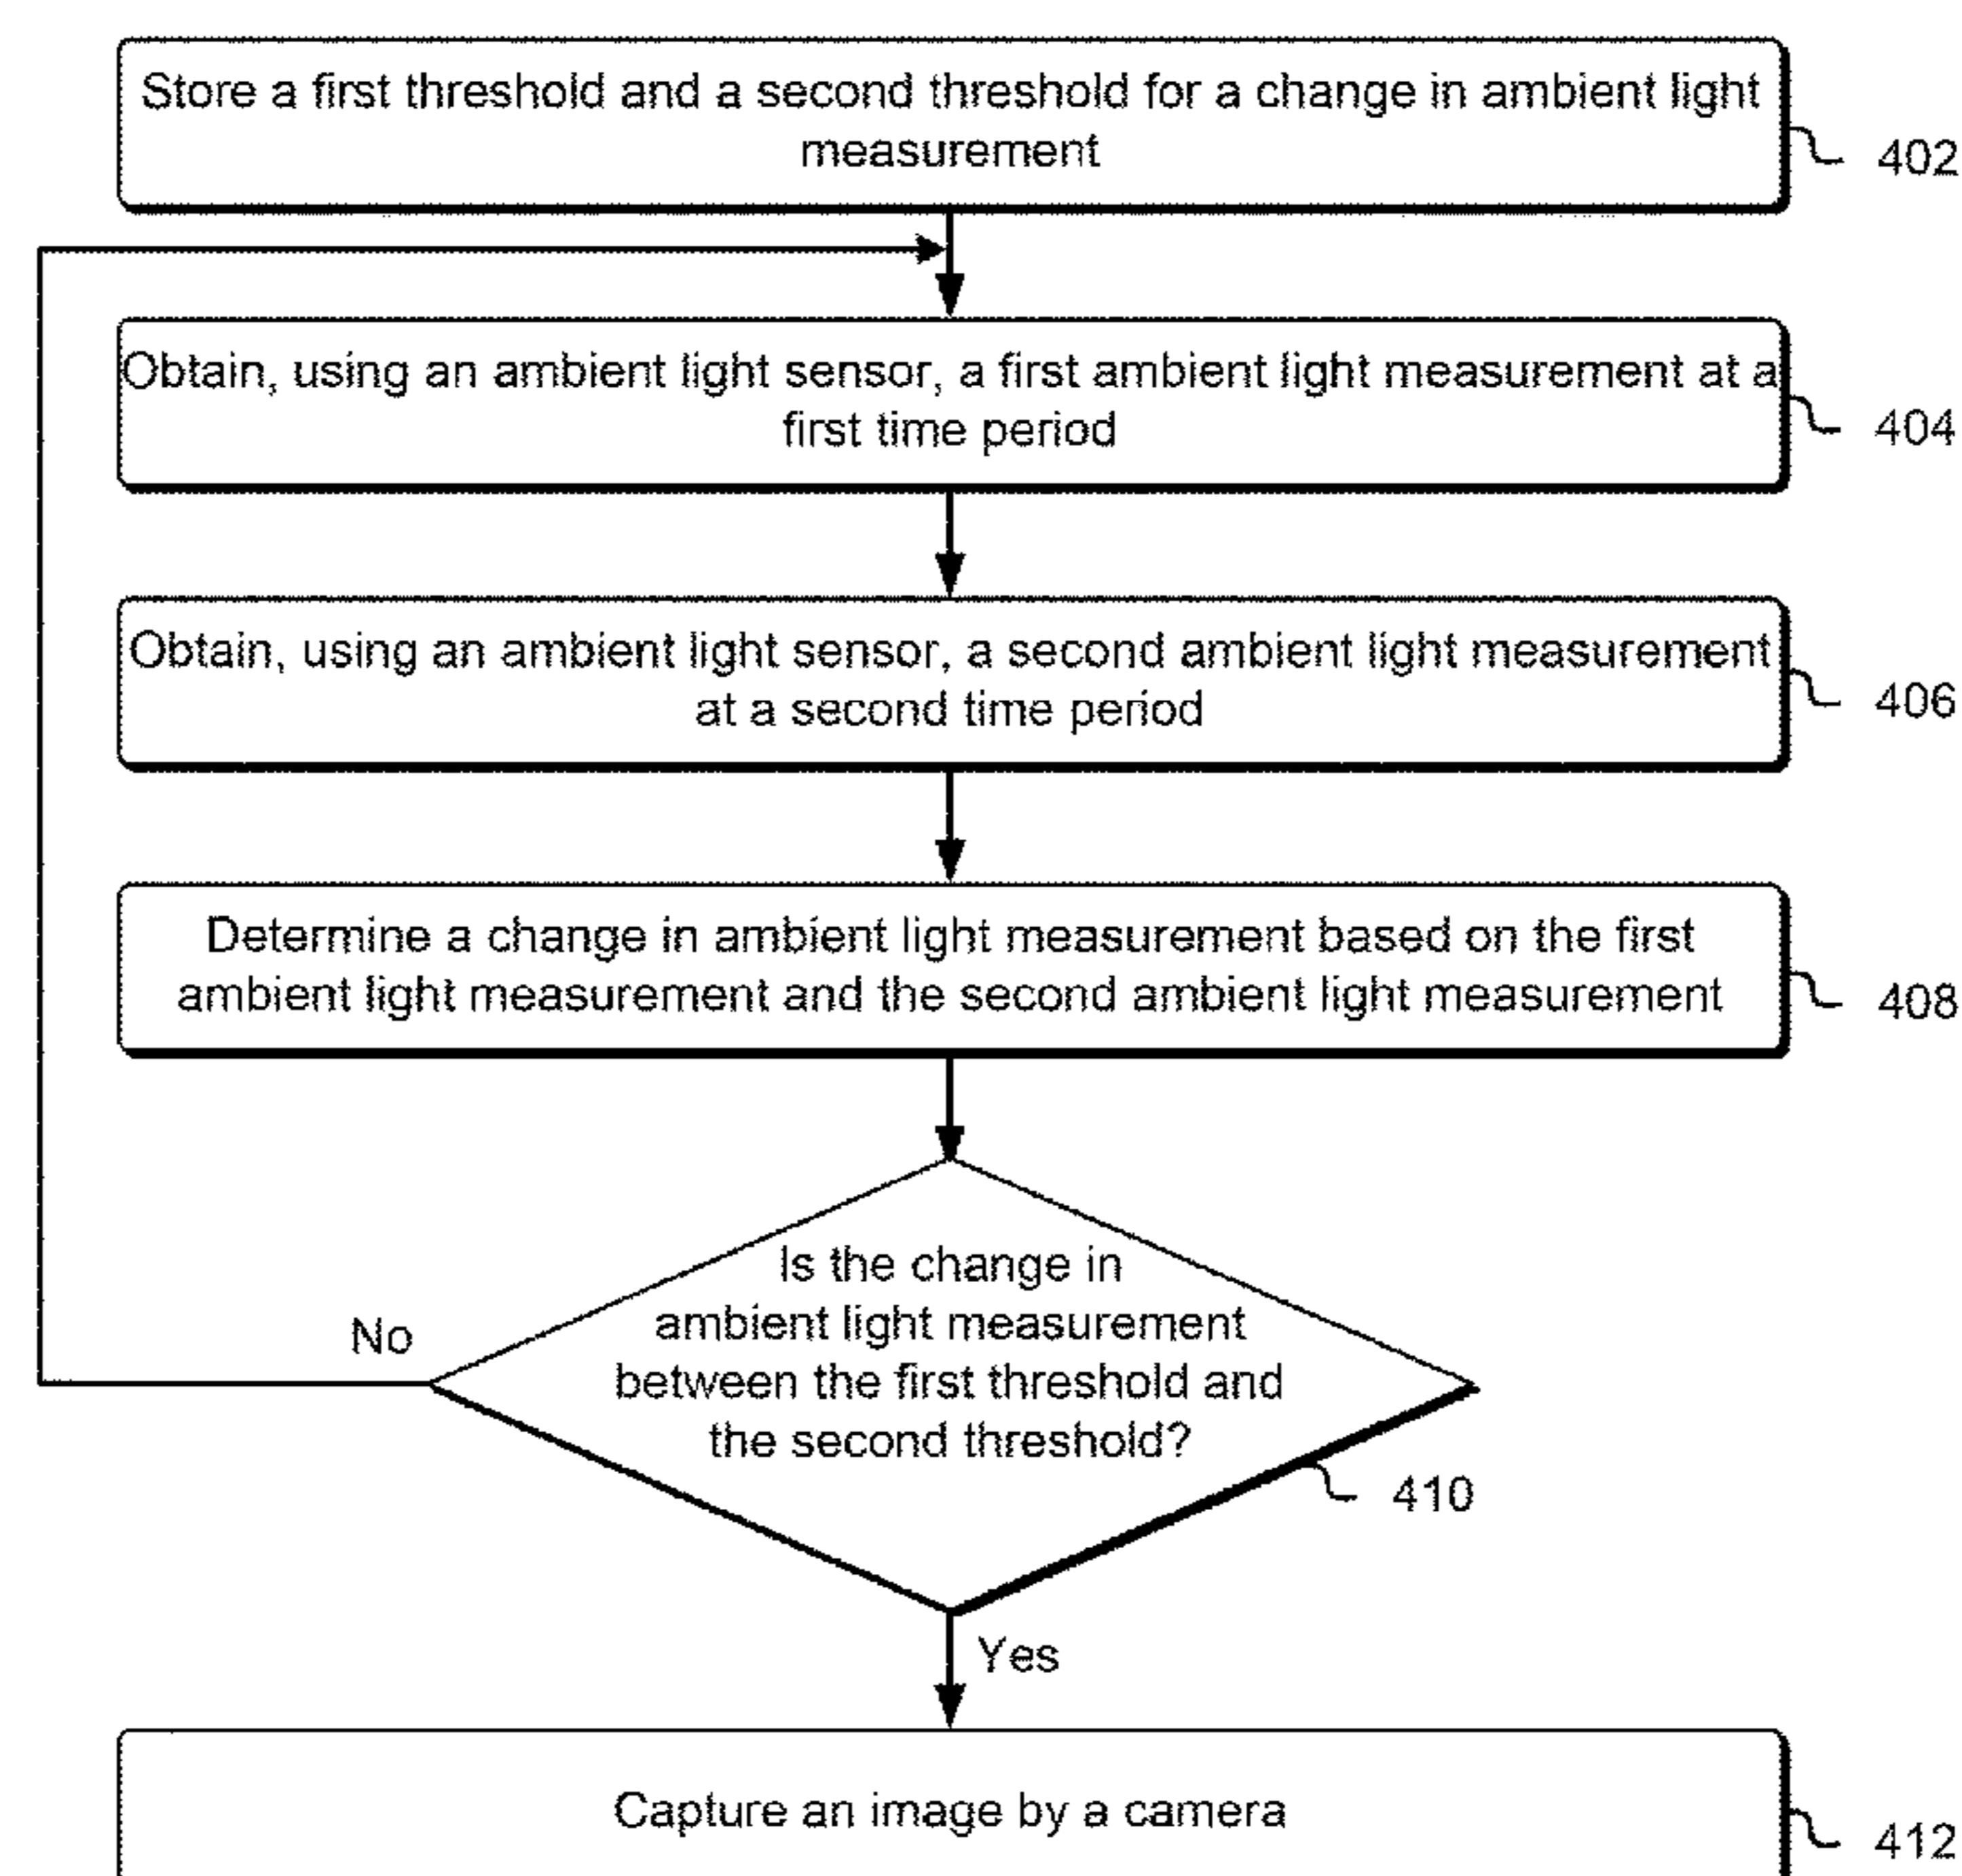 Store a first threshold and a second threshold for a change in ambient light
measurement
402
Obtain, using an ambient light sensor, a first ambient light measurement at a
first time period
404
Obtain, using an ambient light sensor, a second ambient light measurement
at a second time period
406
Determine a change in ambient light measurement based on the first
ambient light measurement and the second ambient light measurement
408
Is the change in
ambient light measurement
between the first threshold and
the second threshold?
No
410
Yes
Capture an image by a camera
412